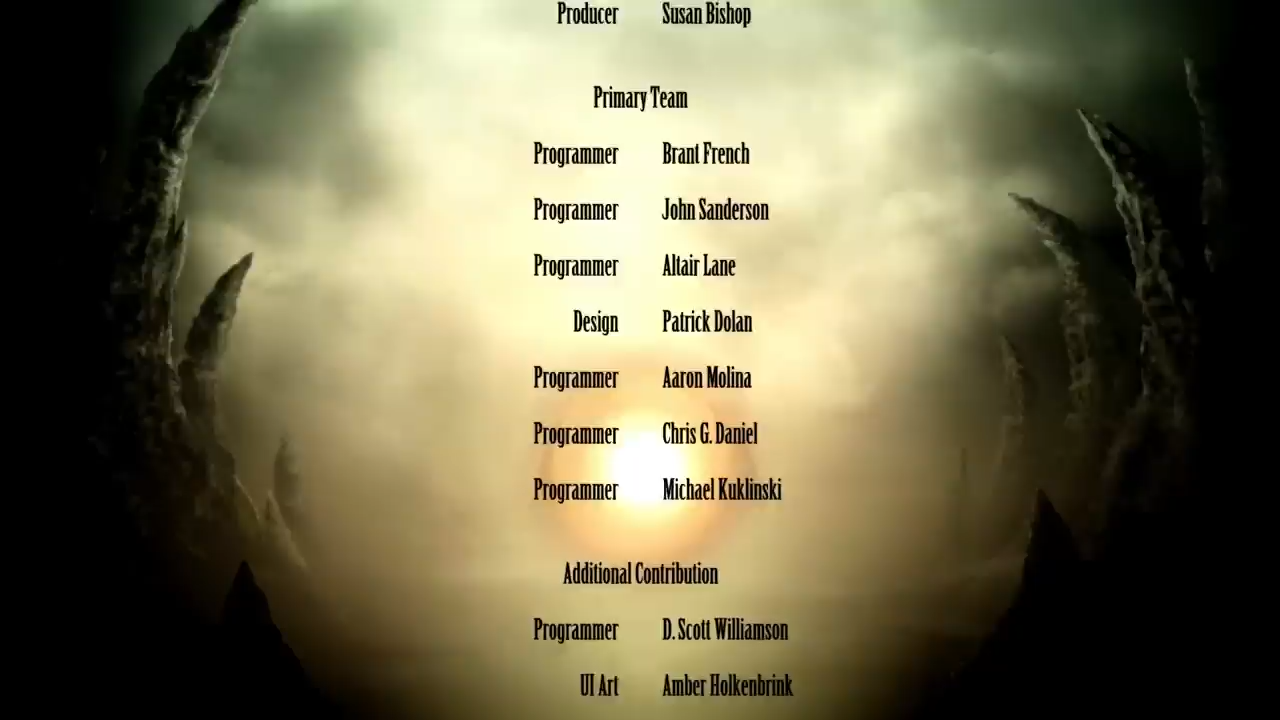 Producer Susan Bishop
Primary Team
Programmer Brant French
Programmer John Sanderson
Programmer Altair Lane
Design Patrick Dolan
Programmer Aaron Molina
Programmer Chris G. Daniel
Programmer Michael Kuklinski
Additional Contribution
Programmer D. Scott Williamson
UI Art Amber Holkenbrink